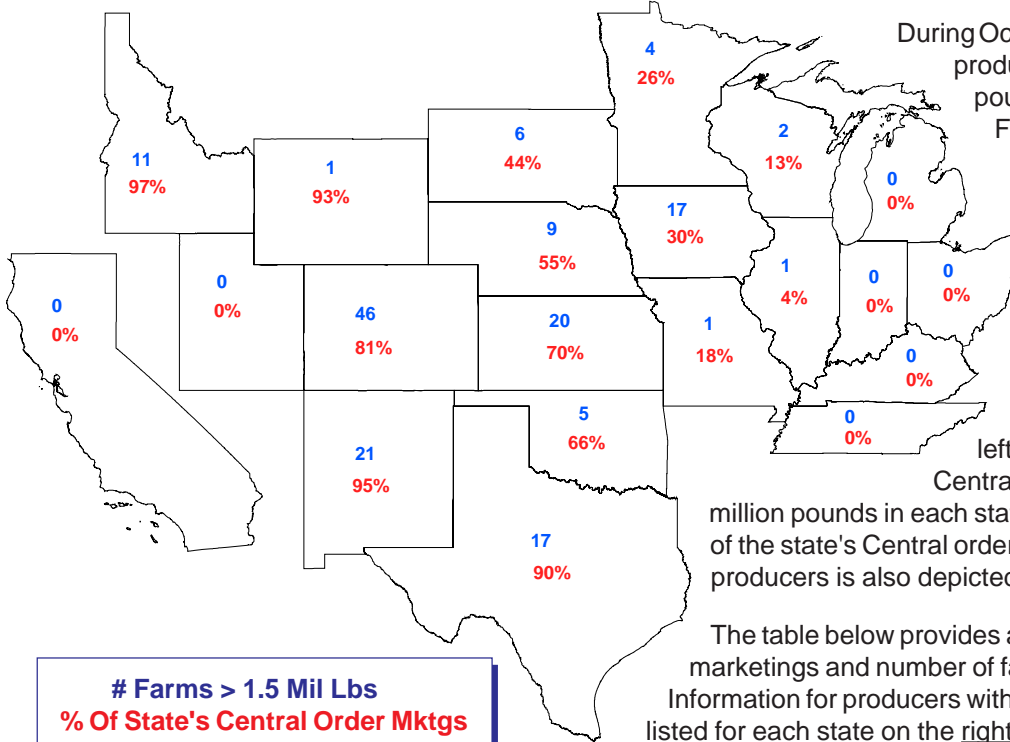 During Oc
produ
pou
F
4
26%
6
44%
2
13%
11
97%
1
93%
0
0%
17
30%
9
55%
0
0%
0
0%
46
81%
20
70%
1
18%
1
4%
0
0%
0
0%
0
0%
5
66%
0
0%
21
95%
17
90%
left
Centra
million pounds in each stat
of the state's Central order
producers is also depicted
The table below provides a
marketings and number of fa
Information for producers with
listed for each state on the right
# Farms > 1.5 Mil Lbs
% Of State's Central Order Mktgs